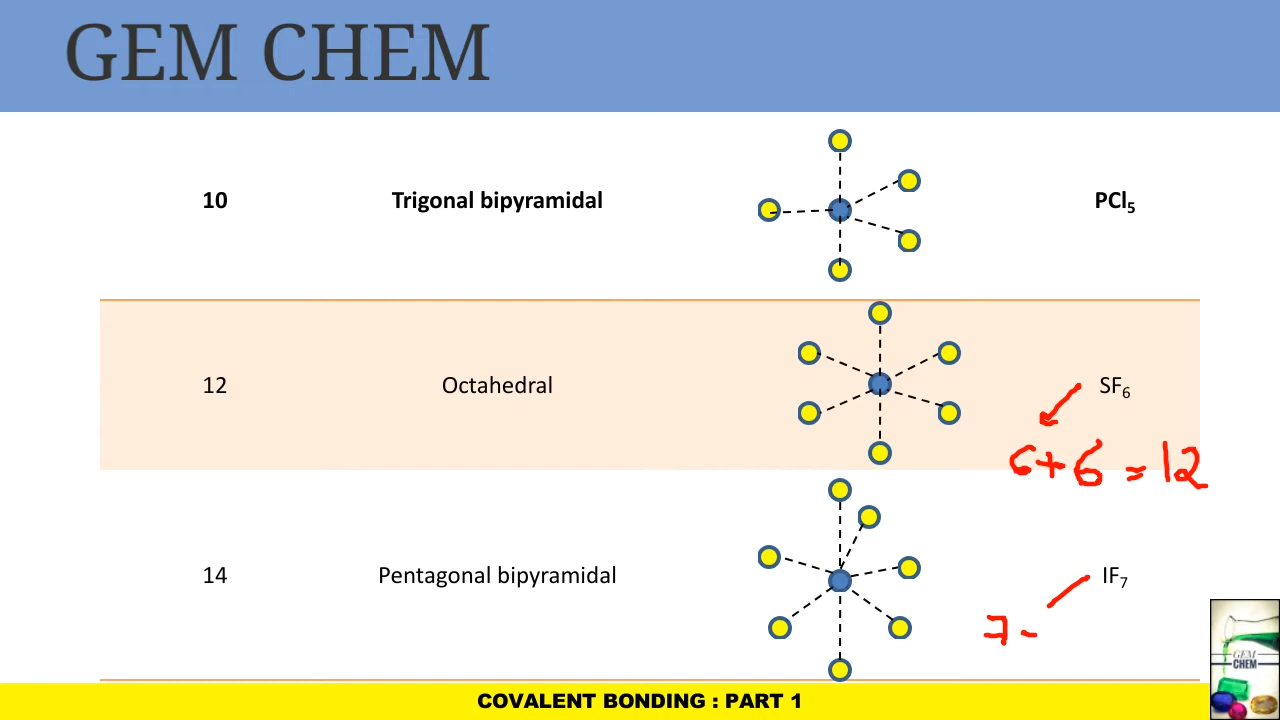 GEM CHEM
10 Trigonal bipyramidal PCl₅
12 Octahedral SF₆
6+6=12
14 Pentagonal bipyramidal IF₇
7-
GEM
CHEM
COVALENT BONDING : PART 1